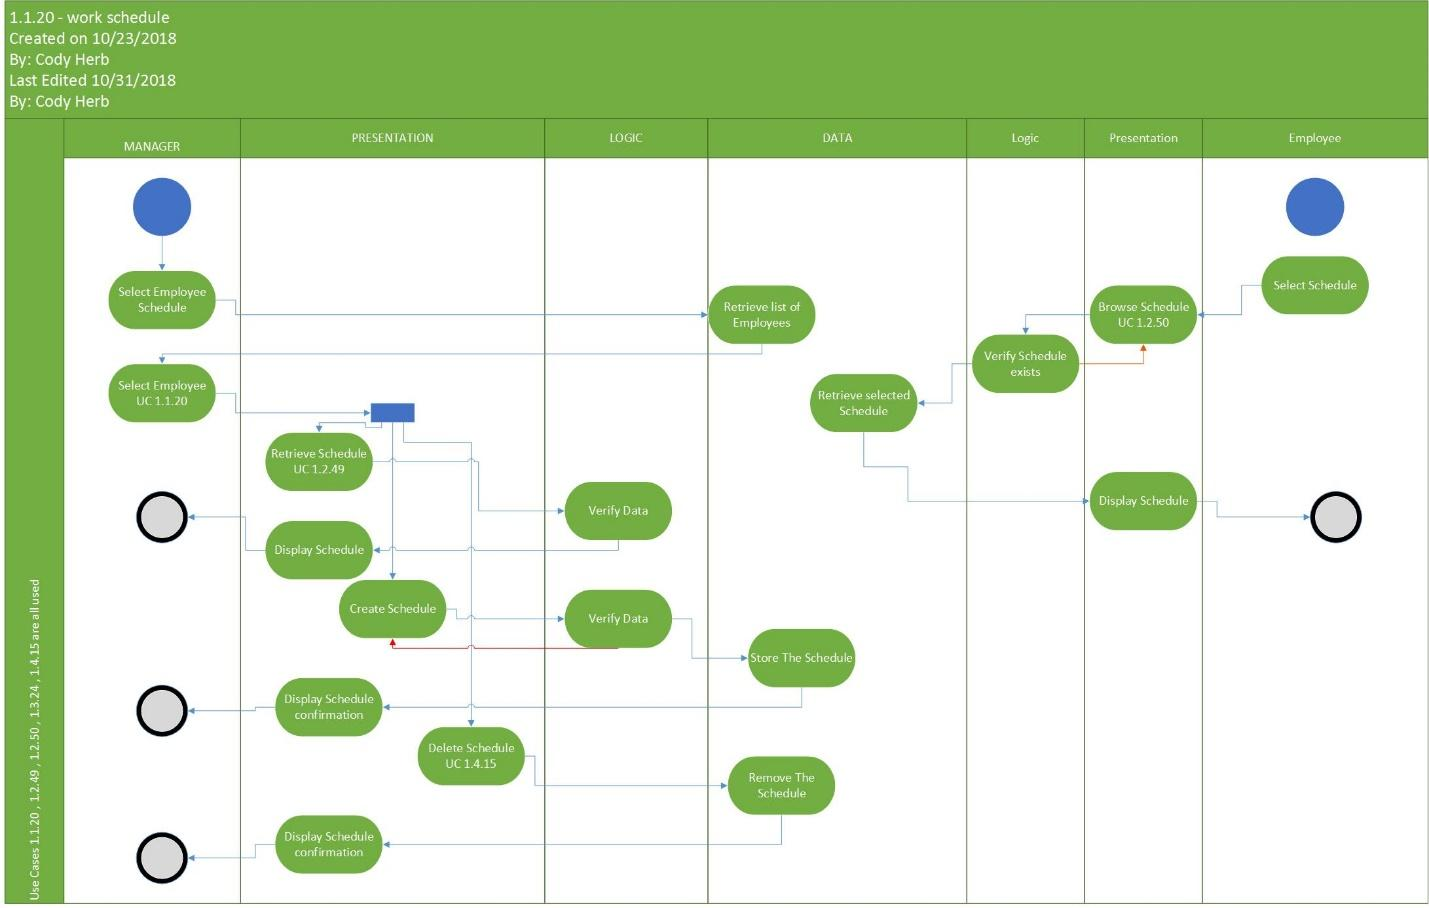 1.1.20 - work schedule
Created on 10/23/2018
By: Cody Herb
Last Edited 10/31/2018
By: Cody Herb
MANAGER
PRESENTATION
LOGIC
DATA
Logic
Presentation
Employee
Select Employee
Schedule
Retrieve list of
Employees
Browse Schedule
UC 1.2.50
Select Schedule
Verify Schedule
exists
Select Employee
UC 1.1.20
Retrieve selected
Schedule
Retrieve Schedule
UC 1.2.49
Verify Data
Display Schedule
Display Schedule
Create Schedule
Verify Data
Store The Schedule
Display Schedule
confirmation
Delete Schedule
UC 1.4.15
Remove The
Schedule
Display Schedule
confirmation
Use Cases 1.1.20 , 1.2.49 , 1.2.50 , 1.3.24 , 1.4.15 are all used